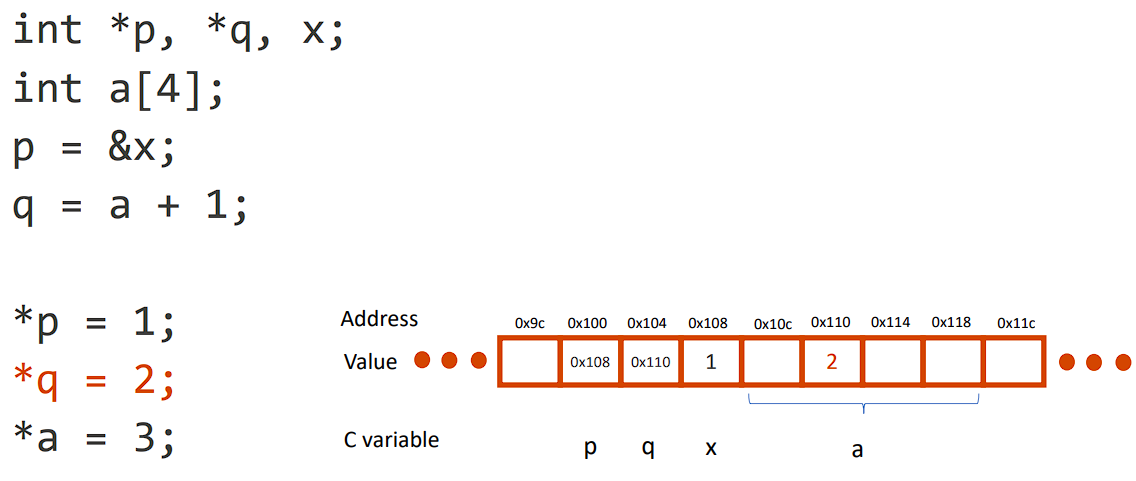 int *p, *q, x;
int a[4];
p = &x;
q = a + 1;
*p = 1;
*q = 2;
*a = 3;
Address 0x9c 0x100 0x104 0x108 0x10c 0x110 0x114 0x118 0x11c
Value 0x108 0x110 1 2
C variable p q x a